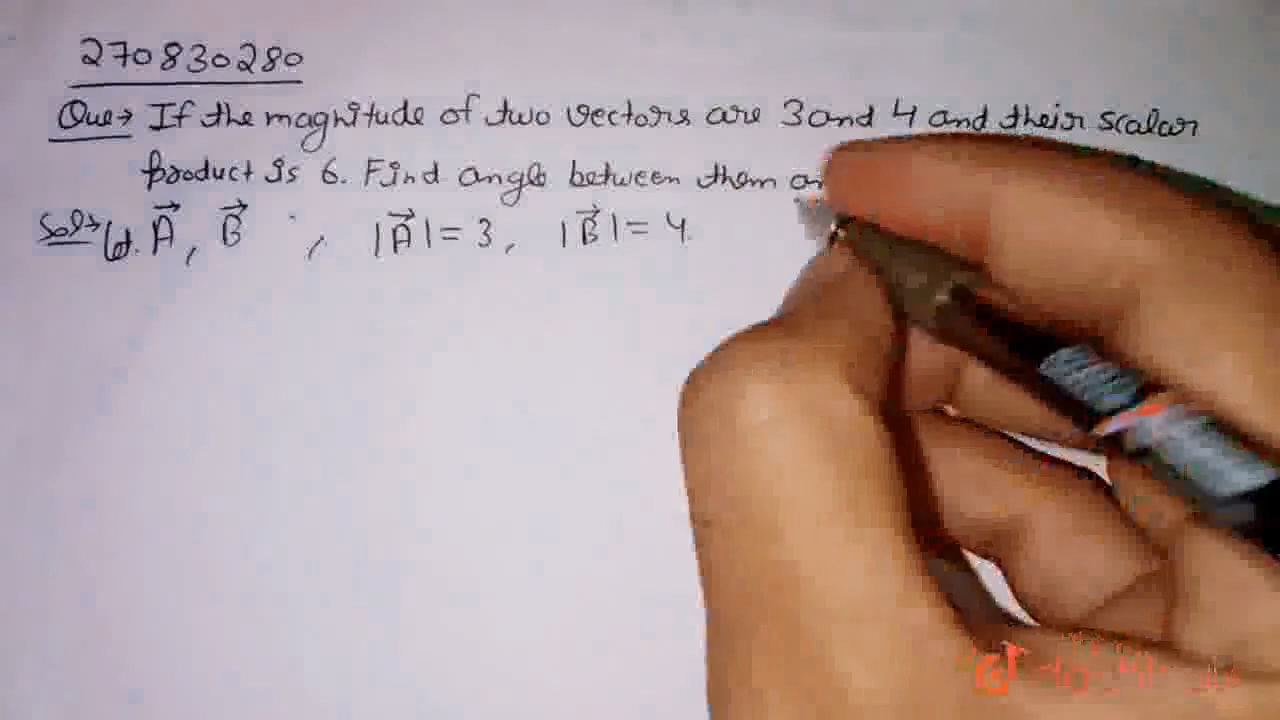 270830280
Que→ If the magnitude of two vectors are 3 and 4 and their scalar
product is 6. Find angle between them
Sol→ Let. A⃗, B⃗ , |A⃗| = 3, |B⃗| = 4.